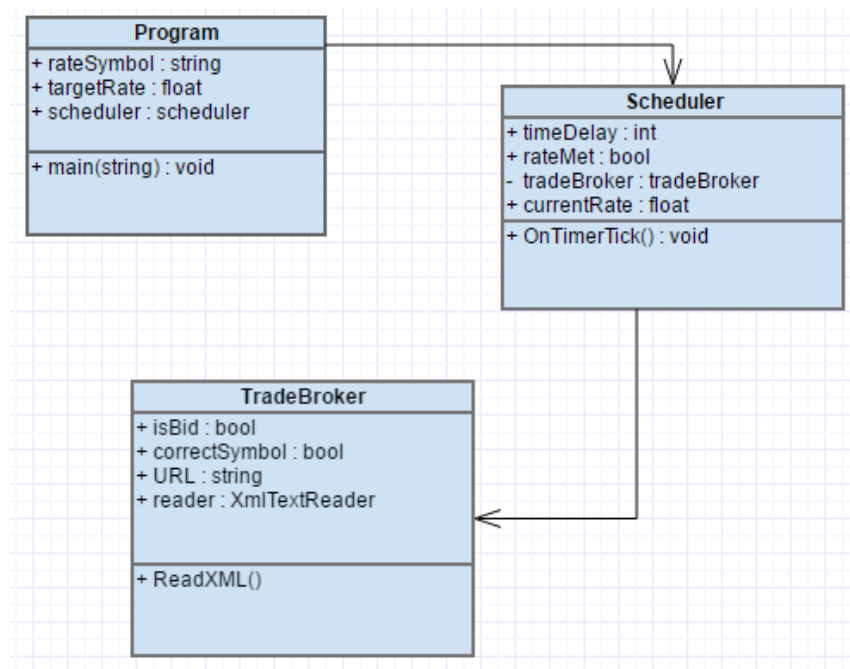 Program
+ rateSymbol : string
+ targetRate : float
+ scheduler : scheduler
+ main(string) : void
Scheduler
+ timeDelay : int
+ rateMet : bool
- tradeBroker : tradeBroker
+ currentRate : float
+ OnTimerTick() : void
TradeBroker
+ isBid : bool
+ correctSymbol : bool
+ URL : string
+ reader : XmlTextReader
+ ReadXML()